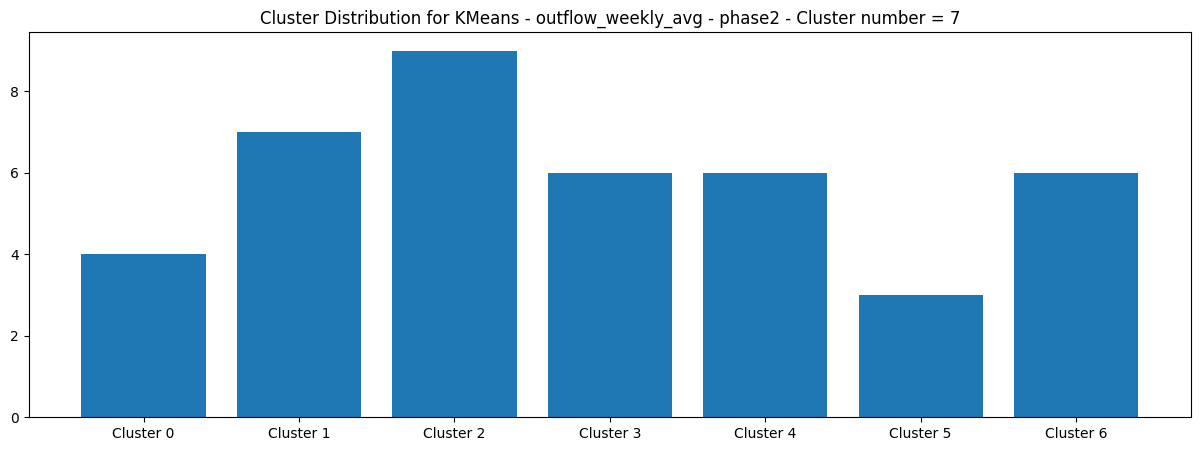 Cluster Distribution for KMeans - outflow_weekly_avg - phase2 - Cluster number = 7
8
6
4
2
0
Cluster 0 Cluster 1 Cluster 2 Cluster 3 Cluster 4 Cluster 5 Cluster 6